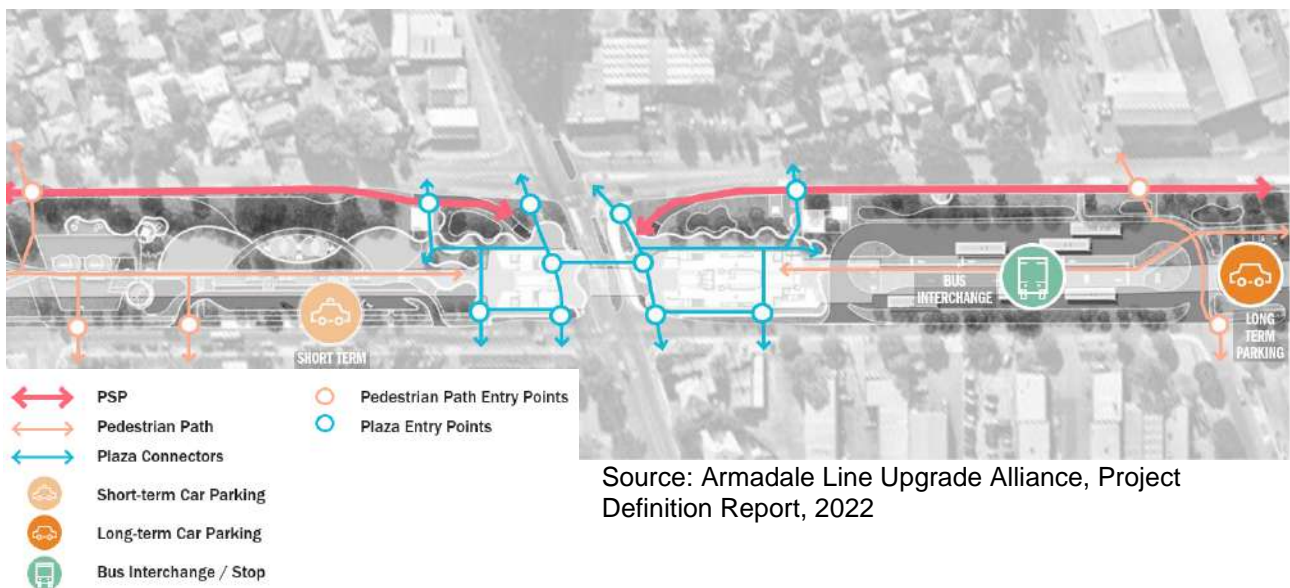 BUS
INTERCHANGE
SHORT TERM
LONG
TERM
PARKING
PSP
Pedestrian Path
Plaza Connectors
Short-term Car Parking
Long-term Car Parking
Bus Interchange / Stop
Pedestrian Path Entry Points
Plaza Entry Points
Source: Armadale Line Upgrade Alliance, Project
Definition Report, 2022